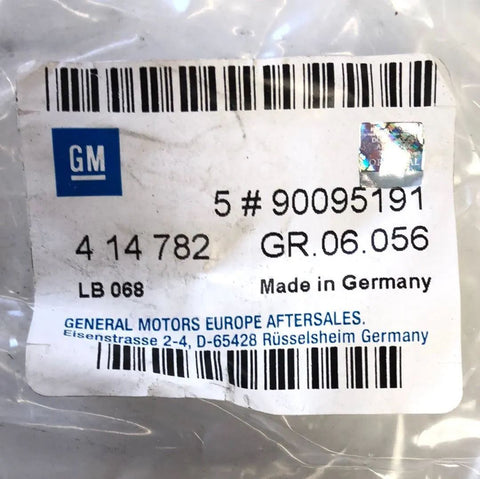 GM
5 # 90095191
4 14 782 GR.06.056
LB 068 Made in Germany
GENERAL MOTORS EUROPE AFTERSALES.
Eisenstrasse 2-4, D-65428 Rüsselsheim Germany